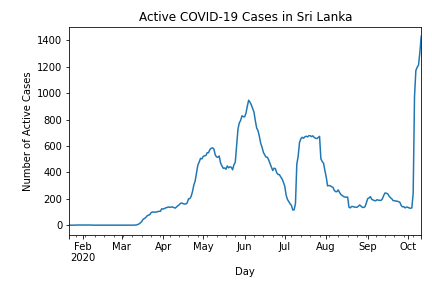 Active COVID-19 Cases in Sri Lanka
Number of Active Cases
1400
1200
1000
800
600
400
200
0
Feb Mar Apr May Jun Jul Aug Sep Oct
2020
Day